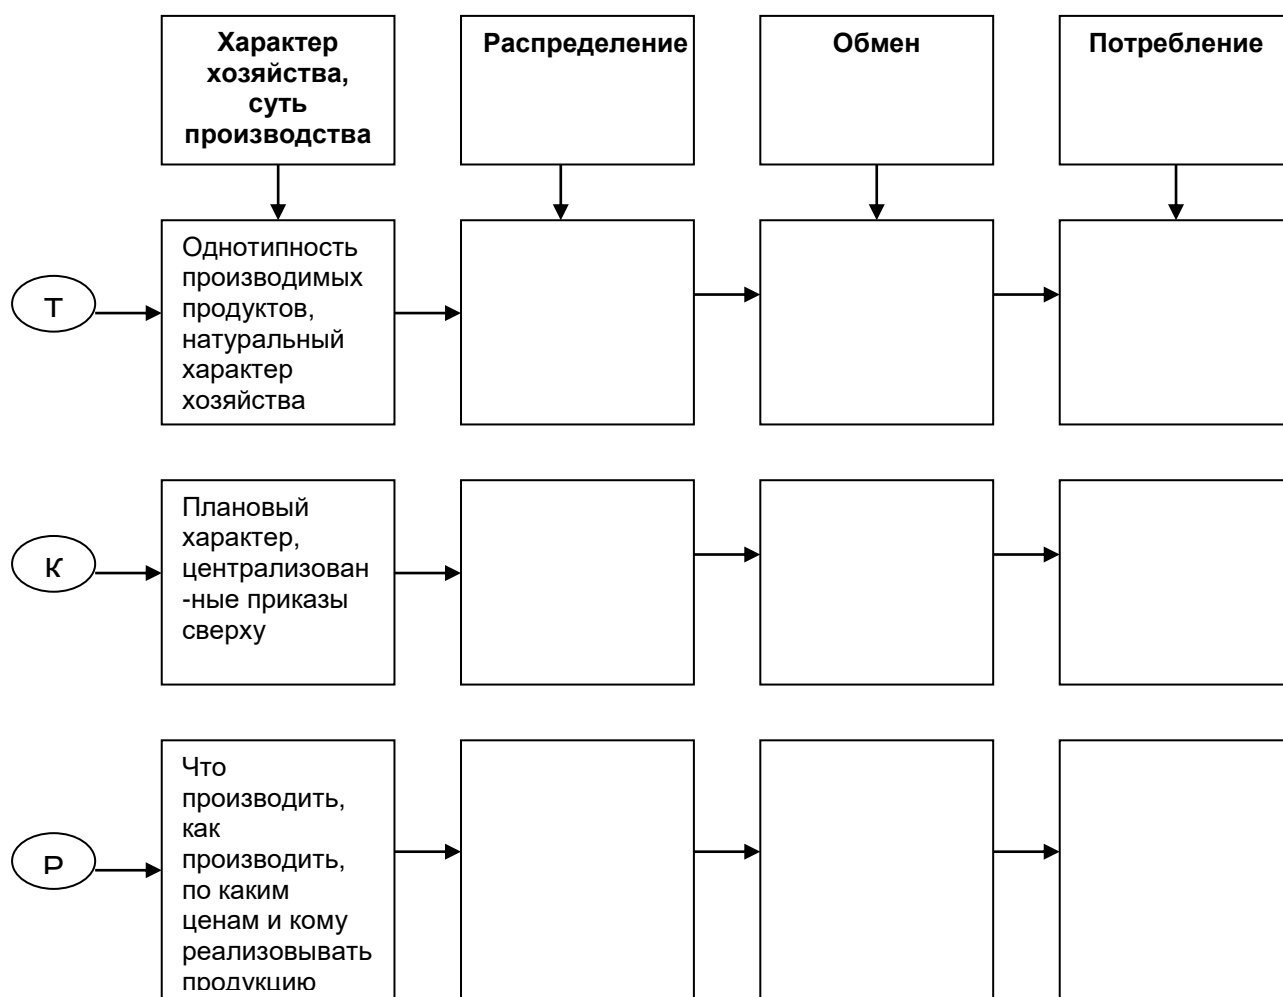 Характер
хозяйства,
суть
производства
Распределение
Обмен
Потребление
Т
Однотипность
производимых
продуктов,
натуральный
характер
хозяйства
К
Плановый
характер,
централизован
-ные приказы
сверху
Р
Что
производить,
как
производить,
по каким
ценам и кому
реализовывать
продукцию